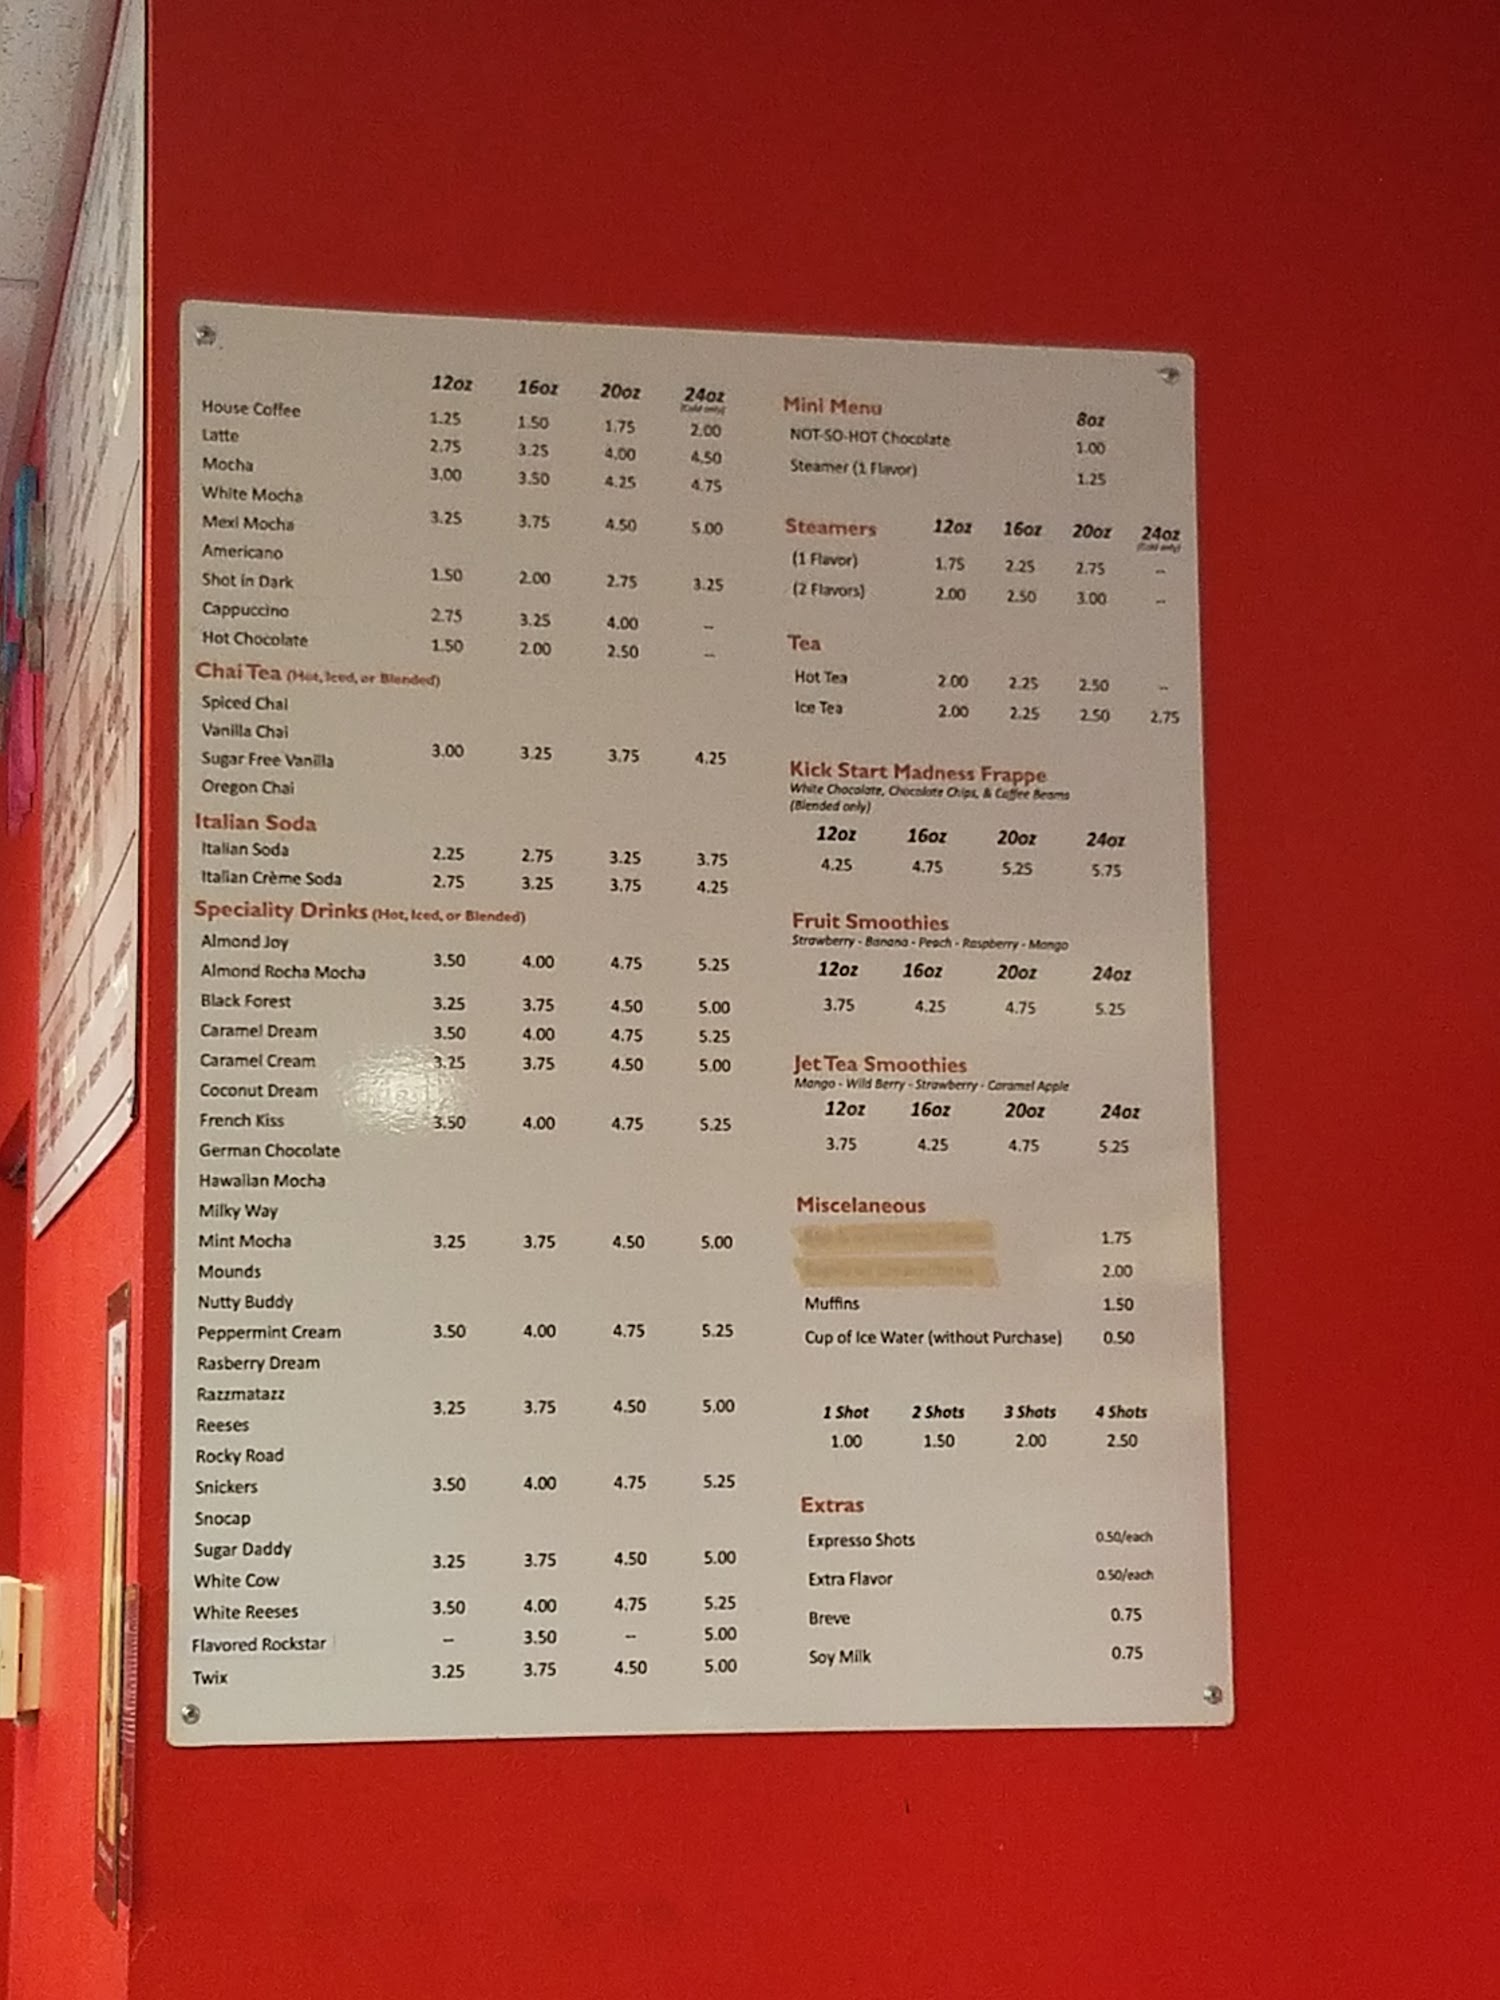 12oz 16oz 20oz 24oz
(Cold only)
House Coffee 1.25 1.50 1.75 2.00
Latte 2.75 3.25 4.00 4.50
Mocha 3.00 3.50 4.25 4.75
White Mocha
3.25 3.75 4.50 5.00
Mexi Mocha
Americano
1.50 2.00 2.75 3.25
Shot in Dark
Cappuccino 2.75 3.25 4.00 --
Hot Chocolate 1.50 2.00 2.50 --
Chai Tea (Hot, Iced, or Blended)
Spiced Chai
Vanilla Chai
3.00 3.25 3.75 4.25
Sugar Free Vanilla
Oregon Chai
Italian Soda
Italian Soda 2.25 2.75 3.25 3.75
Italian Crème Soda 2.75 3.25 3.75 4.25
Speciality Drinks (Hot, Iced, or Blended)
Almond Joy
3.50 4.00 4.75 5.25
Almond Rocha Mocha
Black Forest 3.25 3.75 4.50 5.00
Caramel Dream 3.50 4.00 4.75 5.25
Caramel Cream 3.25 3.75 4.50 5.00
Coconut Dream
French Kiss 3.50 4.00 4.75 5.25
German Chocolate
Hawaiian Mocha
Milky Way
Mint Mocha 3.25 3.75 4.50 5.00
Mounds
Nutty Buddy
Peppermint Cream 3.50 4.00 4.75 5.25
Rasberry Dream
Razzmatazz
3.25 3.75 4.50 5.00
Reeses
Rocky Road
Snickers 3.50 4.00 4.75 5.25
Snocap
Sugar Daddy
3.25 3.75 4.50 5.00
White Cow
White Reeses 3.50 4.00 4.75 5.25
Flavored Rockstar -- 3.50 -- 5.00
Twix 3.25 3.75 4.50 5.00
Mini Menu
8oz
NOT-SO-HOT Chocolate 1.00
Steamer (1 Flavor) 1.25
Steamers 12oz 16oz 20oz 24oz
(Cold only)
(1 Flavor) 1.75 2.25 2.75 --
(2 Flavors) 2.00 2.50 3.00 --
Tea
Hot Tea 2.00 2.25 2.50 --
Ice Tea 2.00 2.25 2.50 2.75
Kick Start Madness Frappe
White Chocolate, Chocolate Chips, & Coffee Beams
(Blended only)
12oz 16oz 20oz 24oz
4.25 4.75 5.25 5.75
Fruit Smoothies
Strawberry - Banana - Peach - Raspberry - Mango
12oz 16oz 20oz 24oz
3.75 4.25 4.75 5.25
Jet Tea Smoothies
Mango - Wild Berry - Strawberry - Caramel Apple
12oz 16oz 20oz 24oz
3.75 4.25 4.75 5.25
Miscelaneous
1.75
2.00
Muffins 1.50
Cup of Ice Water (without Purchase) 0.50
1 Shot 2 Shots 3 Shots 4 Shots
1.00 1.50 2.00 2.50
Extras
Expresso Shots 0.50/each
Extra Flavor 0.50/each
Breve 0.75
Soy Milk 0.75